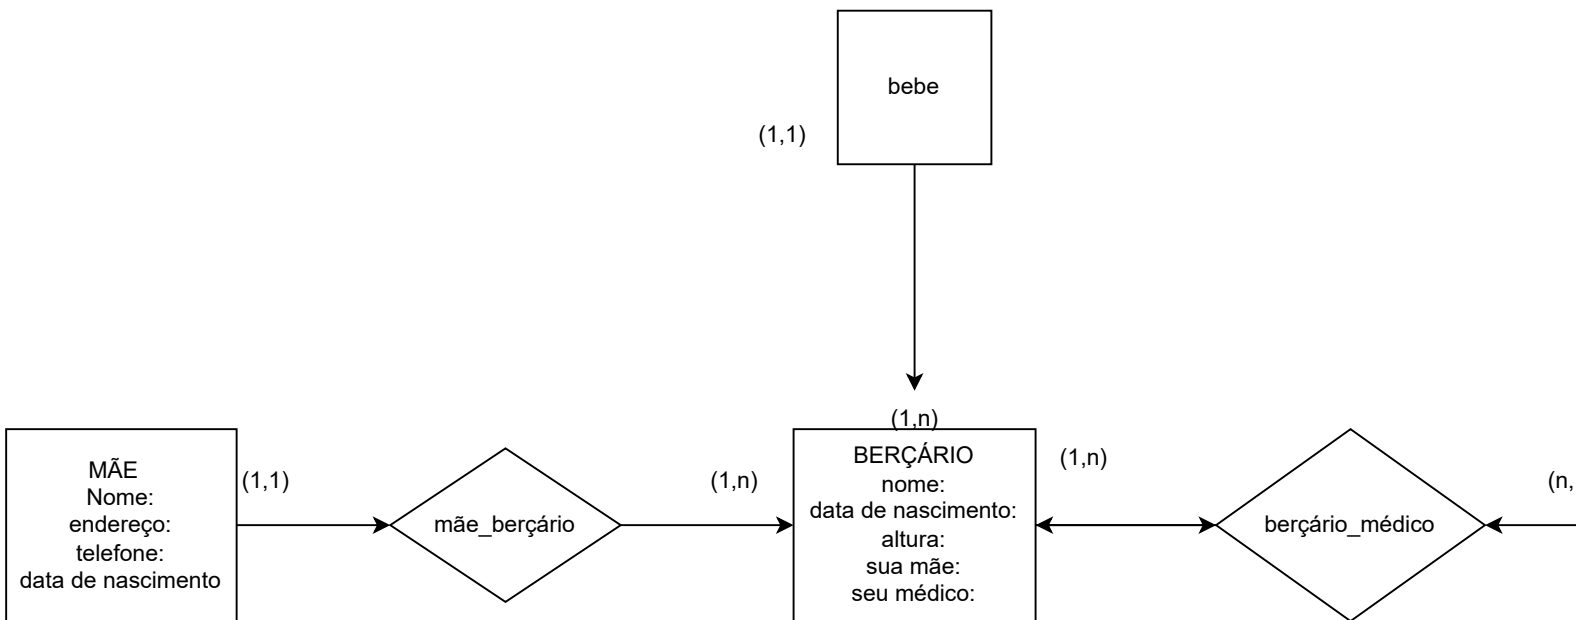 bebe
(1,1)
(1,n)
MÃE
Nome:
endereço:
telefone:
data de nascimento
(1,1)
mãe_berçário
(1,n)
BERÇÁRIO
nome:
data de nascimento:
altura:
sua mãe:
seu médico:
(1,n)
berçário_médico
(n,